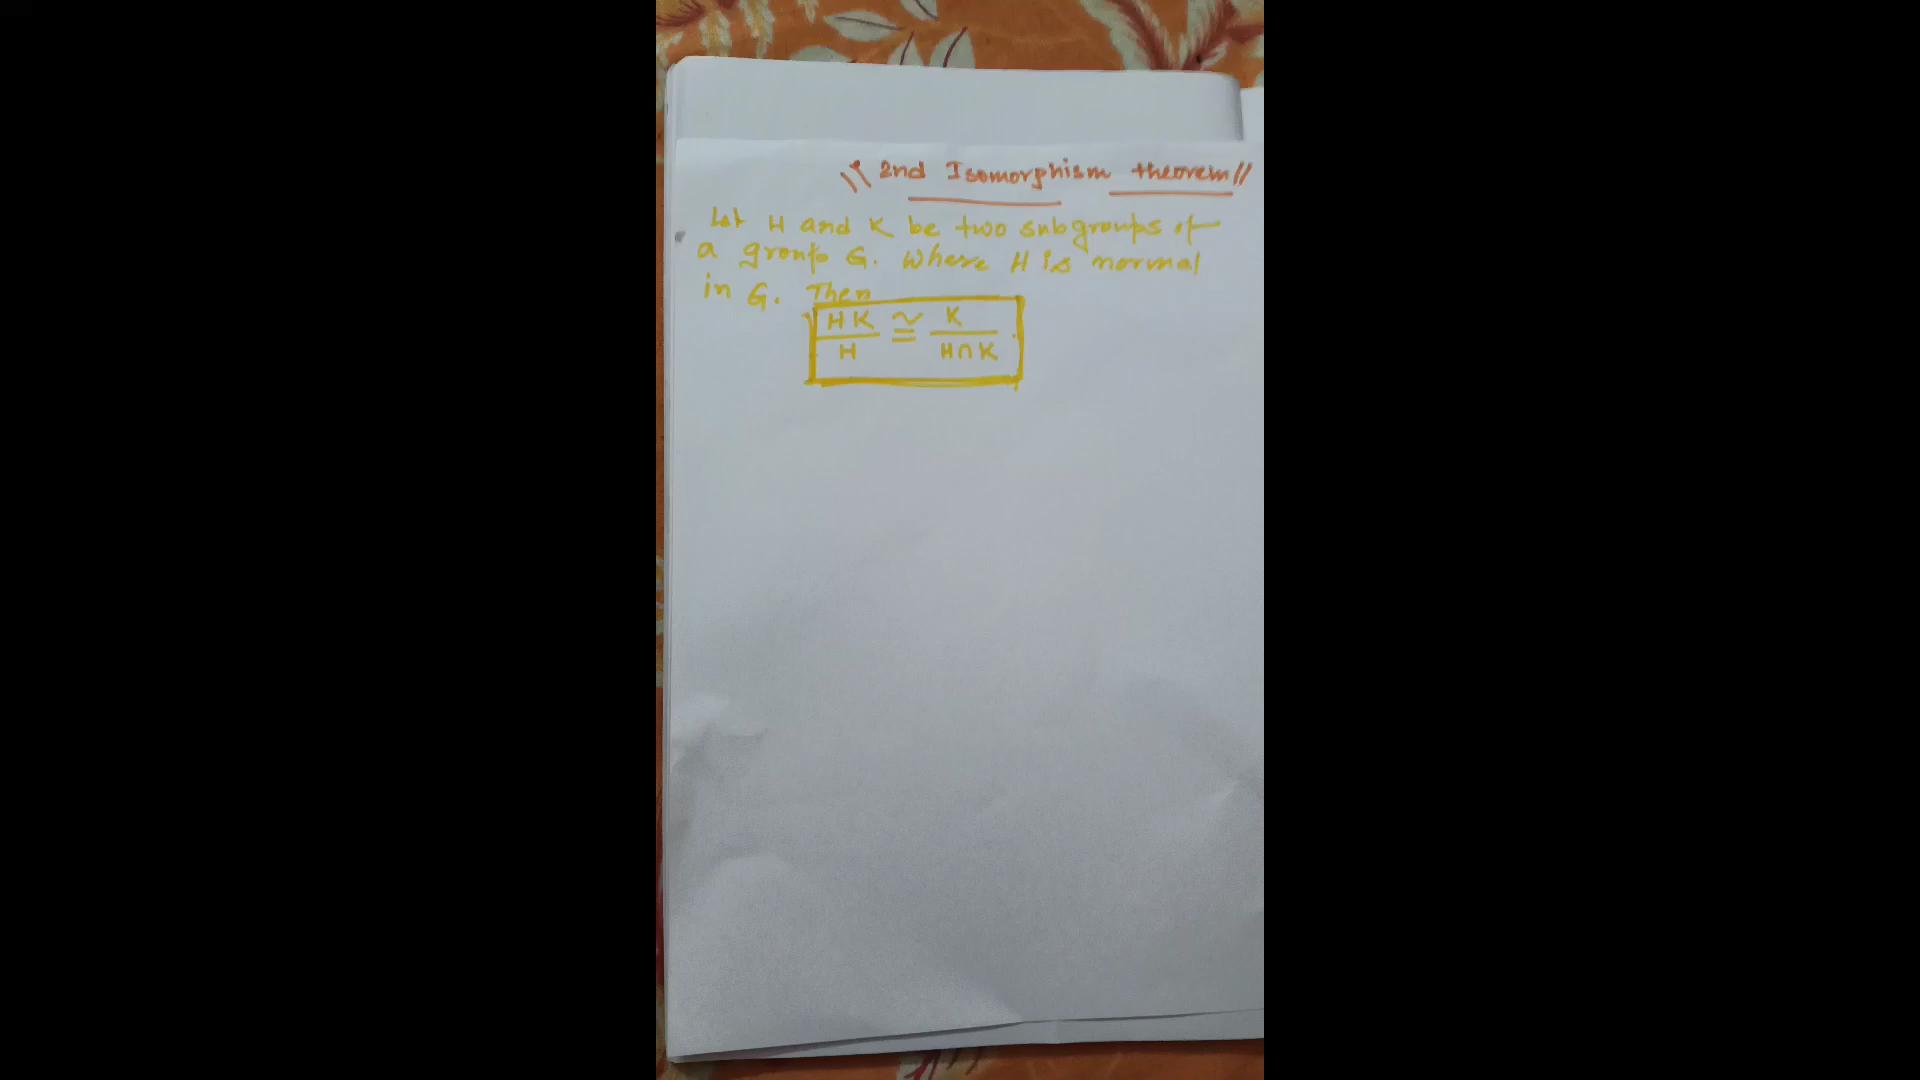 \\ 2nd Isomorphism theorem //
Let H and K be two subgroups of
a group G. Where H is normal
in G. Then
HK/H ≅ K/H∩K